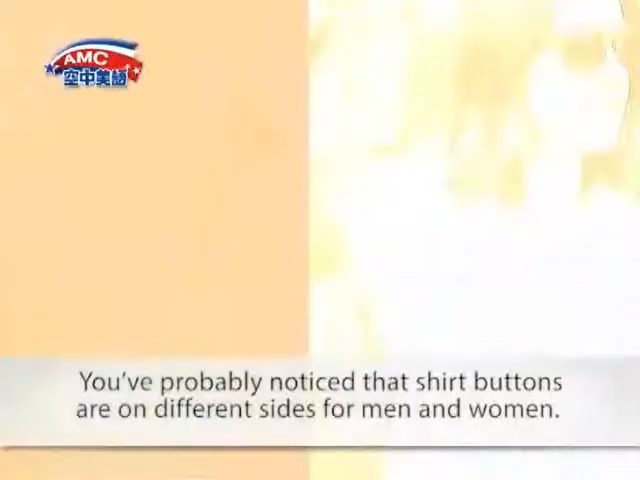 AMC
空中美語
You've probably noticed that shirt buttons
are on different sides for men and women.